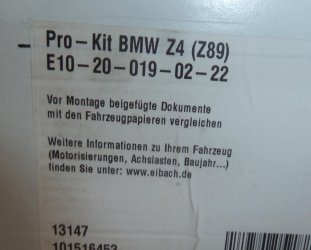 Pro-Kit BMW Z4 (Z89)
E10-20-019-02-22
Vor Montage beigefügte Dokumente
mit den Fahrzeugpapieren vergleichen
Weitere Informationen zu Ihrem Fahrzeug
(Motorisierungen, Achslasten, Baujahr...)
finden Sie unter: www.eibach.de
13147
101516453